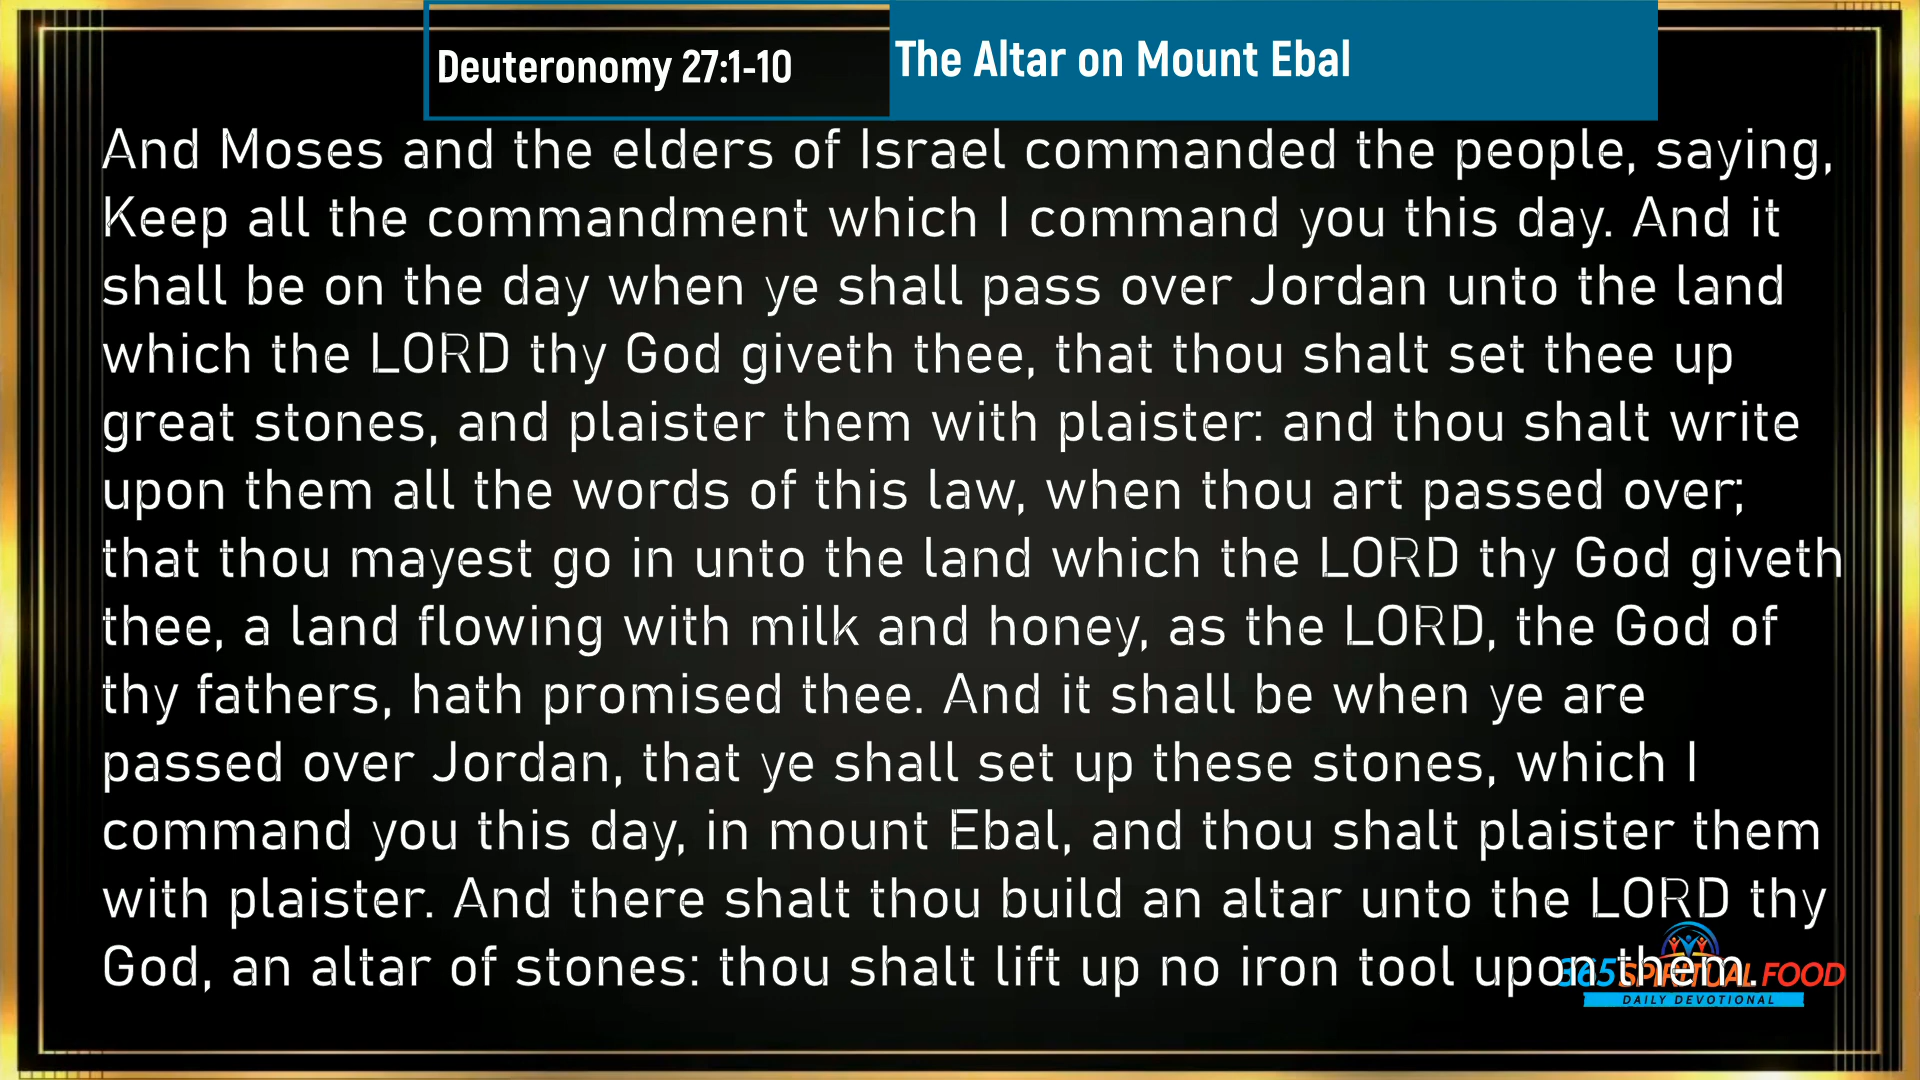 Deuteronomy 27:1-10
The Altar on Mount Ebal
And Moses and the elders of Israel commanded the people, saying,
Keep all the commandment which I command you this day. And it
shall be on the day when ye shall pass over Jordan unto the land
which the LORD thy God giveth thee, that thou shalt set thee up
great stones, and plaister them with plaister: and thou shalt write
upon them all the words of this law, when thou art passed over;
that thou mayest go in unto the land which the LORD thy God giveth
thee, a land flowing with milk and honey, as the LORD, the God of
thy fathers, hath promised thee. And it shall be when ye are
passed over Jordan, that ye shall set up these stones, which I
command you this day, in mount Ebal, and thou shalt plaister them
with plaister. And there shalt thou build an altar unto the LORD thy
God, an altar of stones: thou shalt lift up no iron tool upon them.
365 SPIRITUAL FOOD
DAILY DEVOTIONAL